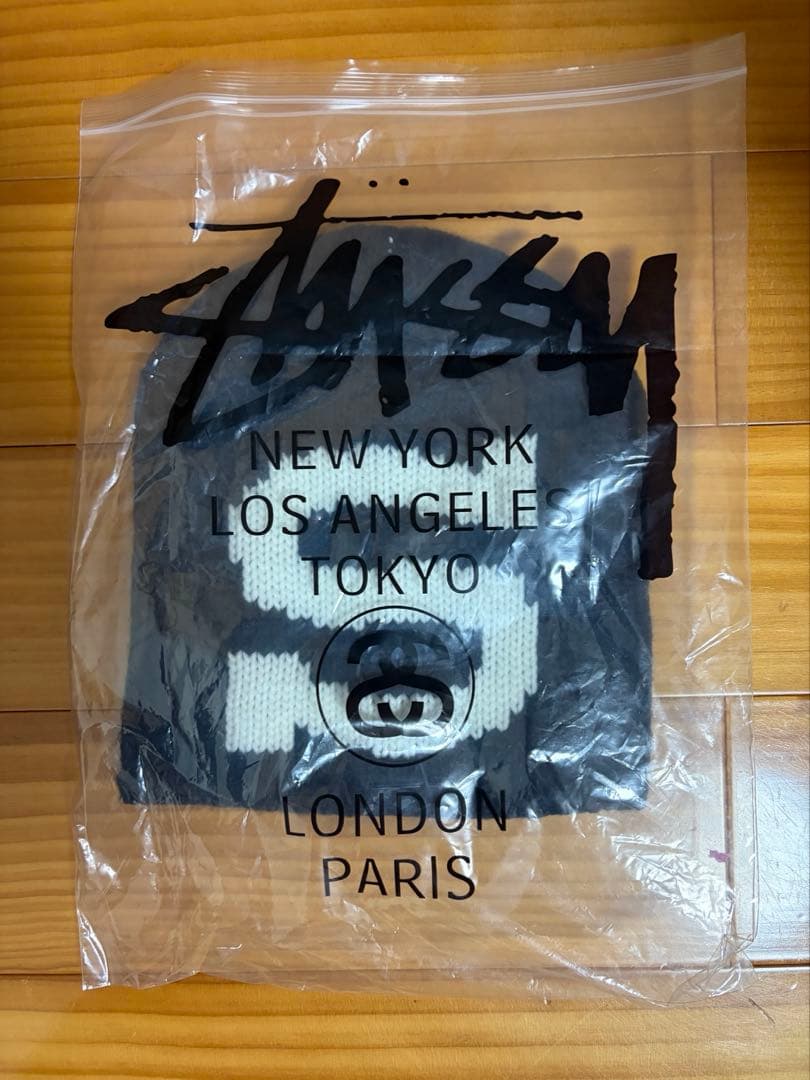 Stüssy
NEW YORK
LOS ANGELES
TOKYO
S
LONDON
PARIS